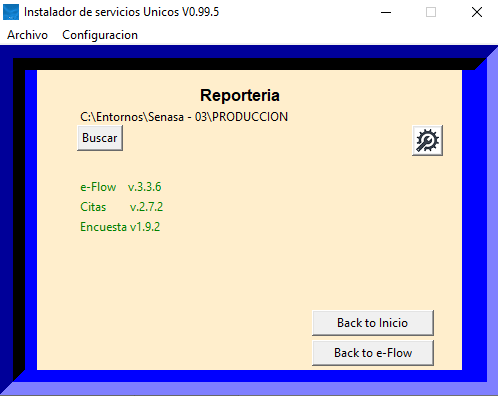 Instalador de servicios Unicos V0.99.5
Archivo Configuracion
Reporteria
C:\Entornos\Senasa - 03\PRODUCCION
Buscar
e-Flow v.3.3.6
Citas v.2.7.2
Encuesta v1.9.2
Back to Inicio
Back to e-Flow